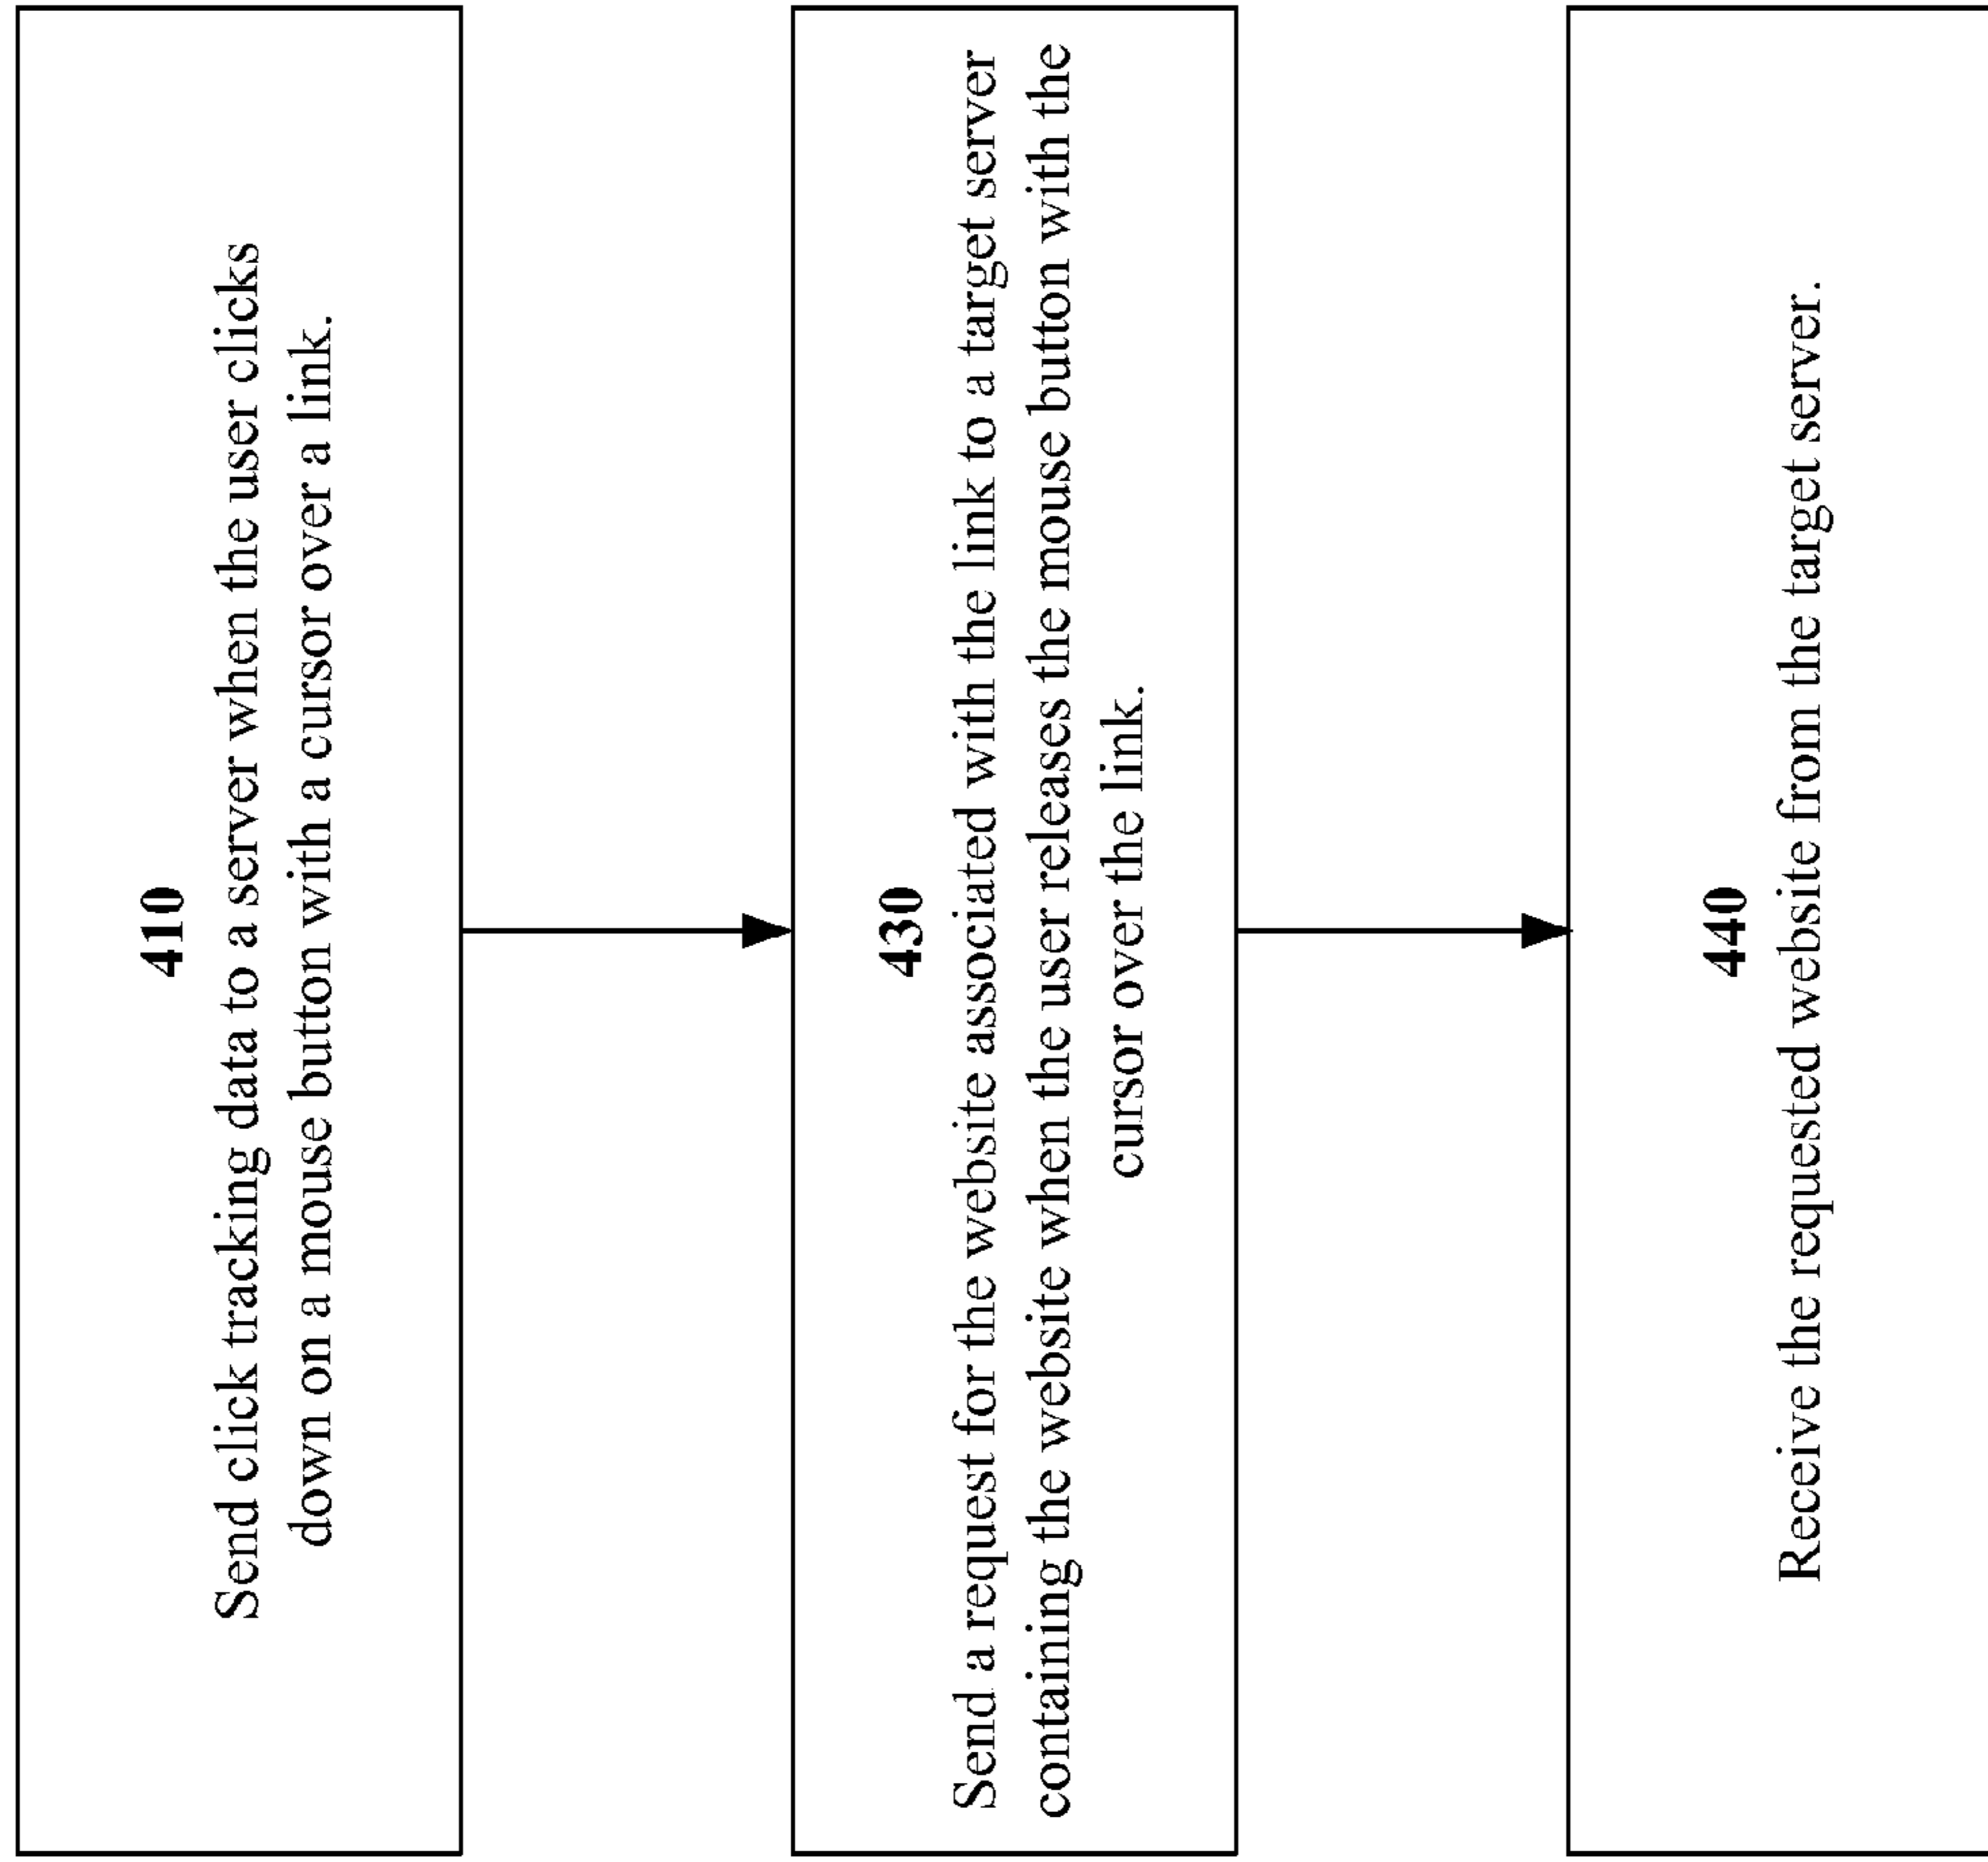 410
Send click tracking data to a server when the user clicks
down on a mouse button with a cursor over a link.
430
Send a request for the website associated with the link to a target server
containing the website when the user releases the mouse button with the
cursor over the link.
440
Receive the requested website from the target server.